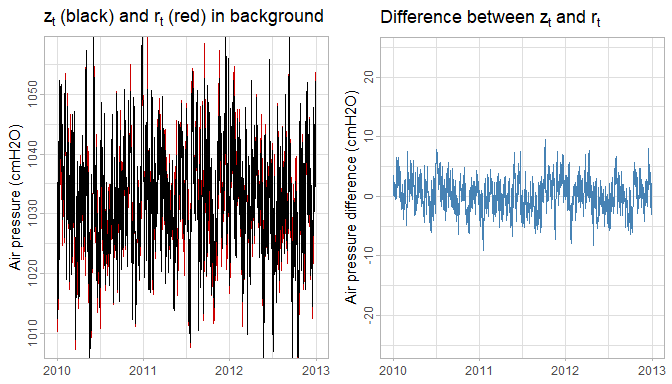 zt (black) and rt (red) in background
Air pressure (cmH2O)
1050
1040
1030
1020
1010
2010 2011 2012 2013
Difference between zt and rt
Air pressure difference (cmH2O)
20
10
0
-10
-20
2010 2011 2012 2013